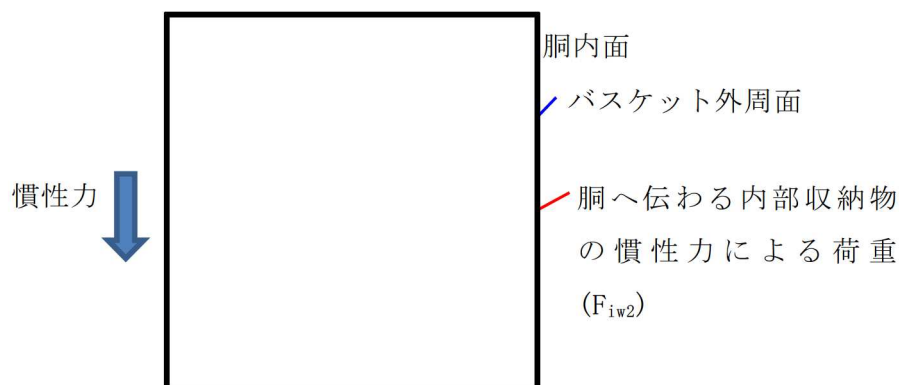 胴内面
バスケット外周面
慣性力
胴へ伝わる内部収納物
の慣性力による荷重
(Fiw2)